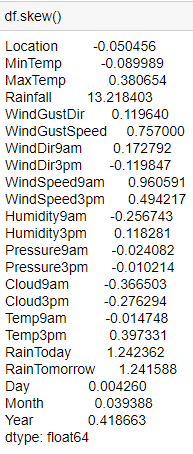 df.skew()
Location -0.050456
MinTemp -0.089989
MaxTemp 0.380654
Rainfall 13.218403
WindGustDir 0.119640
WindGustSpeed 0.757000
WindDir9am 0.172792
WindDir3pm -0.119847
WindSpeed9am 0.960591
WindSpeed3pm 0.494217
Humidity9am -0.256743
Humidity3pm 0.118281
Pressure9am -0.024082
Pressure3pm -0.010214
Cloud9am -0.366503
Cloud3pm -0.276294
Temp9am -0.014748
Temp3pm 0.397331
RainToday 1.242362
RainTomorrow 1.241588
Day 0.004260
Month 0.039388
Year 0.418663
dtype: float64